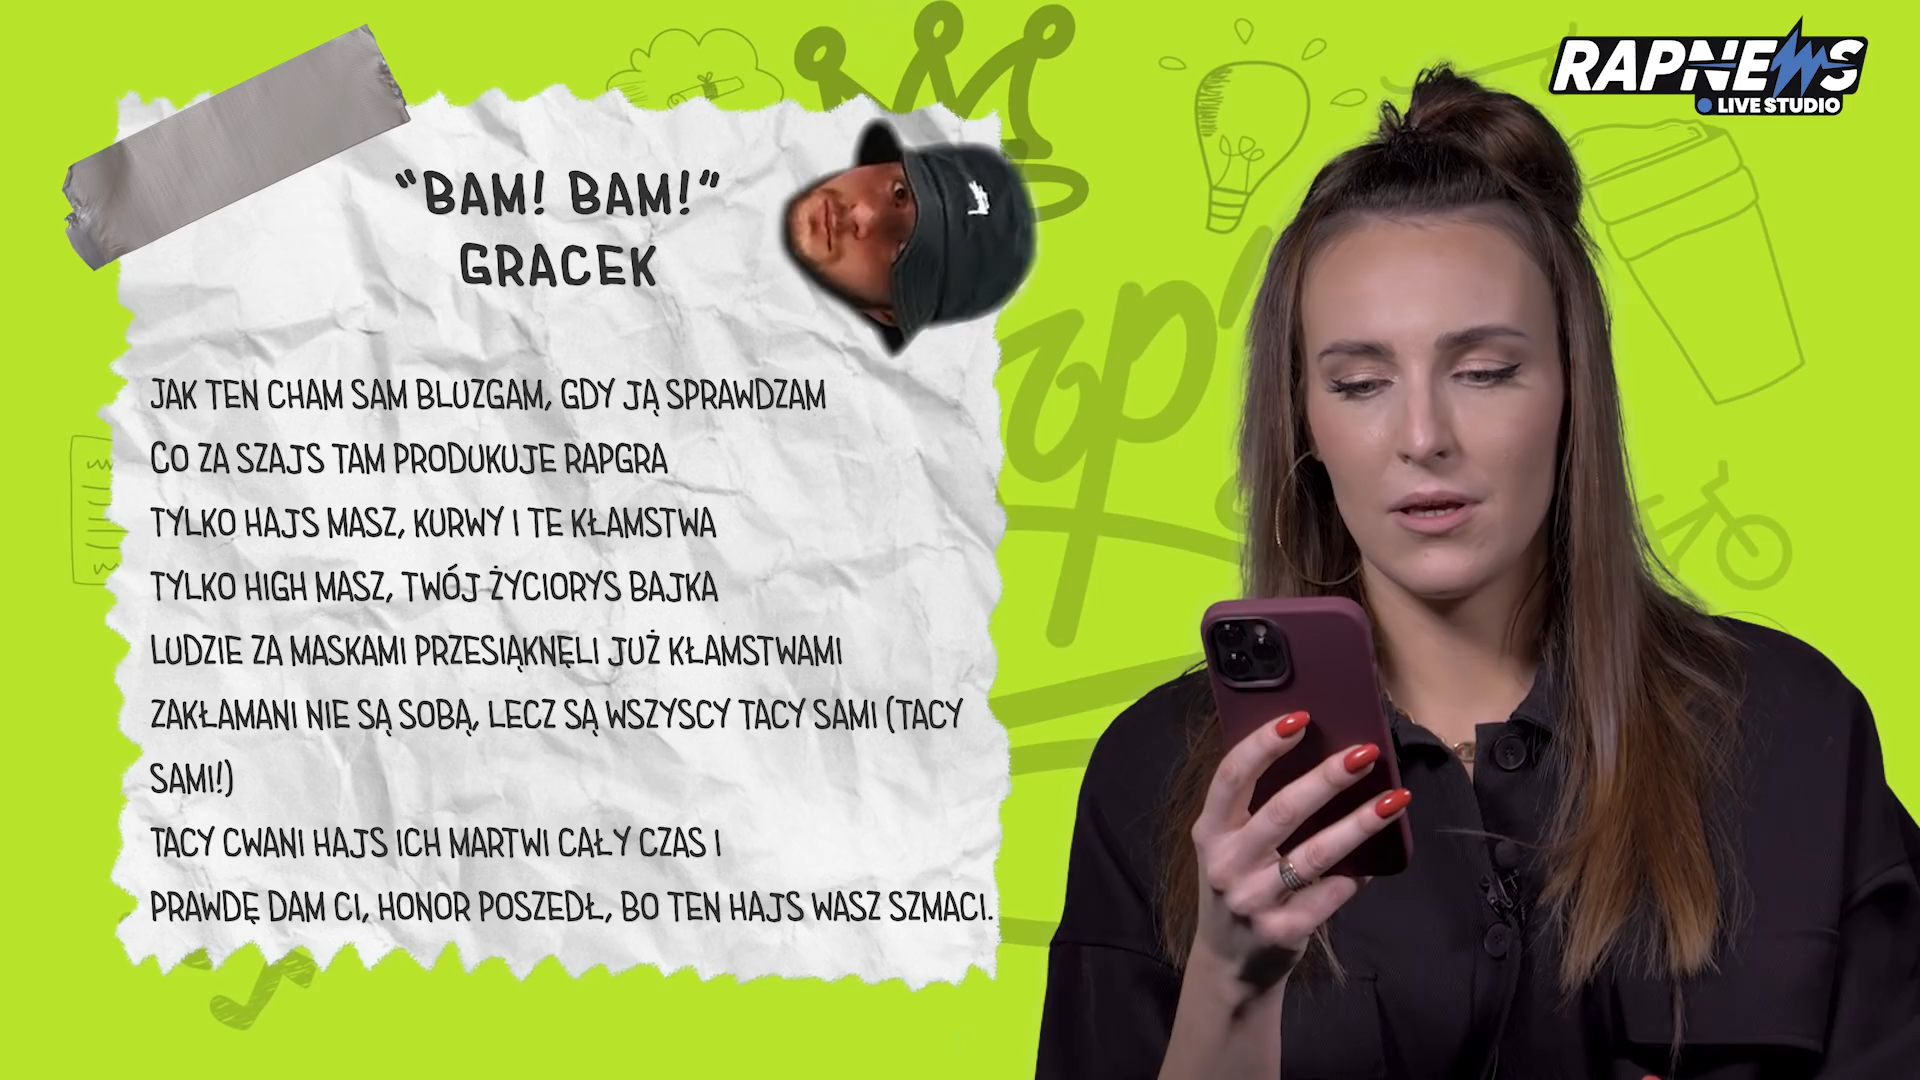 RAPNEWS
LIVE STUDIO
"BAM! BAM!"
GRACEK
JAK TEN CHAM SAM BLUZGAM, GDY JĄ SPRAWDZAM
CO ZA SZAJS TAM PRODUKUJE RAPGRA
TYLKO HAJS MASZ, KURWY I TE KŁAMSTWA
TYLKO HIGH MASZ, TWÓJ ŻYCIORYS BAJKA
LUDZIE ZA MASKAMI PRZESIĄKNĘLI JUŻ KŁAMSTWAMI
ZAKŁAMANI NIE SĄ SOBĄ, LECZ SĄ WSZYSCY TACY SAMI (TACY
SAMI!)
TACY CWANI HAJS ICH MARTWI CAŁY CZAS I
PRAWDĘ DAM CI, HONOR POSZEDŁ, BO TEN HAJS WASZ SZMACI.